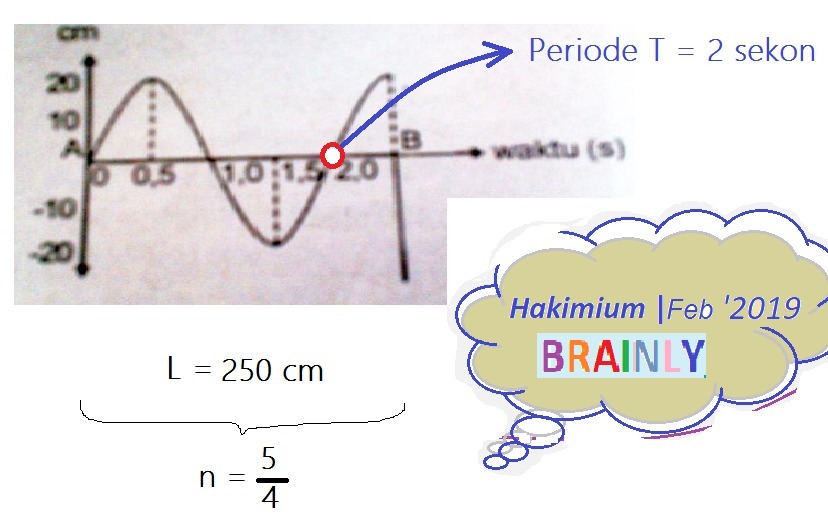 cm
Periode T = 2 sekon
20
10
A
B
waktu (s)
0 0,5 1,0 1,5 2,0
-10
-20
Hakimium |Feb '2019
BRAINLY
L = 250 cm
n = 5/4